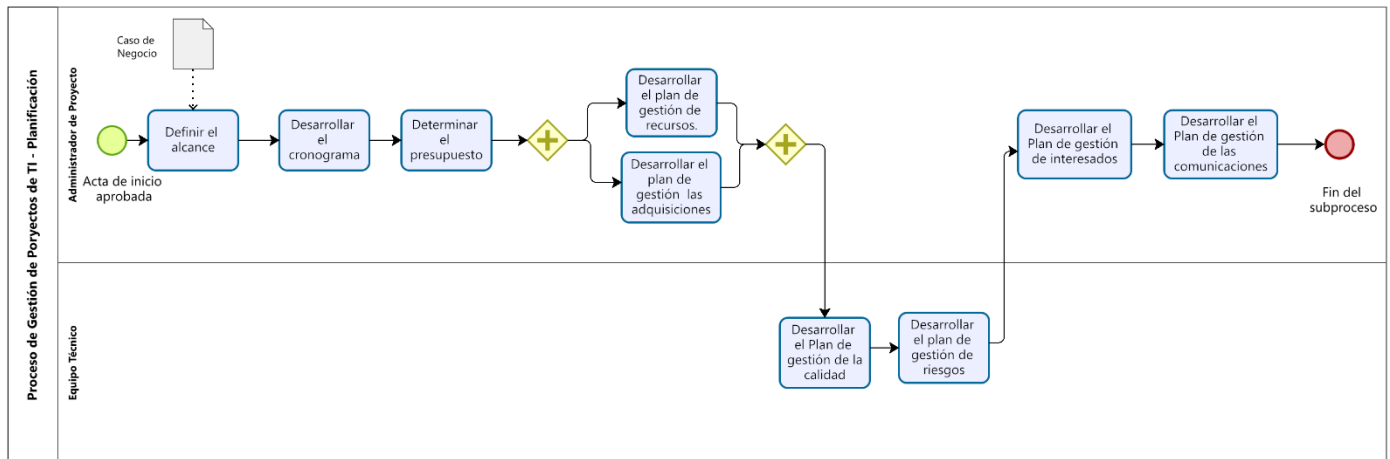 Proceso de Gestión de Poryectos de TI - Planificación
Administrador de Proyecto
Caso de
Negocio
Acta de inicio
aprobada
Definir el
alcance
Desarrollar
el
cronograma
Determinar
el
presupuesto
Desarrollar
el plan de
gestión de
recursos.
Desarrollar el
plan de
gestión  las
adquisiciones
Desarrollar el
Plan de gestión
de interesados
Desarrollar el
Plan de gestión
de las
comunicaciones
Fin del
subproceso
Equipo Técnico
Desarrollar
el Plan de
gestión de la
calidad
Desarrollar
el plan de
gestión de
riesgos